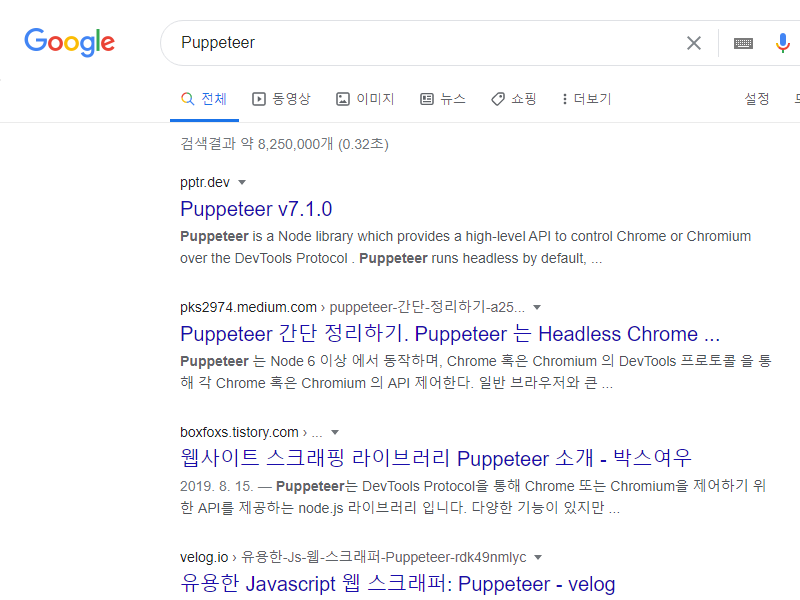 Google
Puppeteer
전체 동영상 이미지 뉴스 쇼핑 더보기 설정
검색결과 약 8,250,000개 (0.32초)
pptr.dev
Puppeteer v7.1.0
Puppeteer is a Node library which provides a high-level API to control Chrome or Chromium
over the DevTools Protocol . Puppeteer runs headless by default, ...
pks2974.medium.com › puppeteer-간단-정리하기-a25...
Puppeteer 간단 정리하기. Puppeteer 는 Headless Chrome ...
Puppeteer 는 Node 6 이상 에서 동작하며, Chrome 혹은 Chromium 의 DevTools 프로토콜 을 통
해 각 Chrome 혹은 Chromium 의 API 제어한다. 일반 브라우저와 큰 ...
boxfoxs.tistory.com › ...
웹사이트 스크래핑 라이브러리 Puppeteer 소개 - 박스여우
2019. 8. 15. — Puppeteer는 DevTools Protocol을 통해 Chrome 또는 Chromium을 제어하기 위
한 API를 제공하는 node.js 라이브러리 입니다. 다양한 기능이 있지만 ...
velog.io › 유용한-Js-웹-스크래퍼-Puppeteer-rdk49nmlyc
유용한 Javascript 웹 스크래퍼: Puppeteer - velog